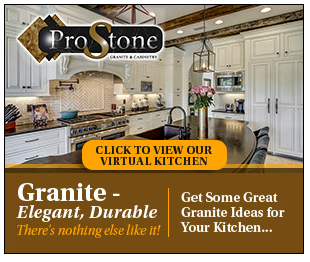 ProStone
GRANITE & CABINETRY
CLICK TO VIEW OUR
VIRTUAL KITCHEN
Granite -
Elegant, Durable
There's nothing else like it!
Get Some Great
Granite Ideas for
Your Kitchen...